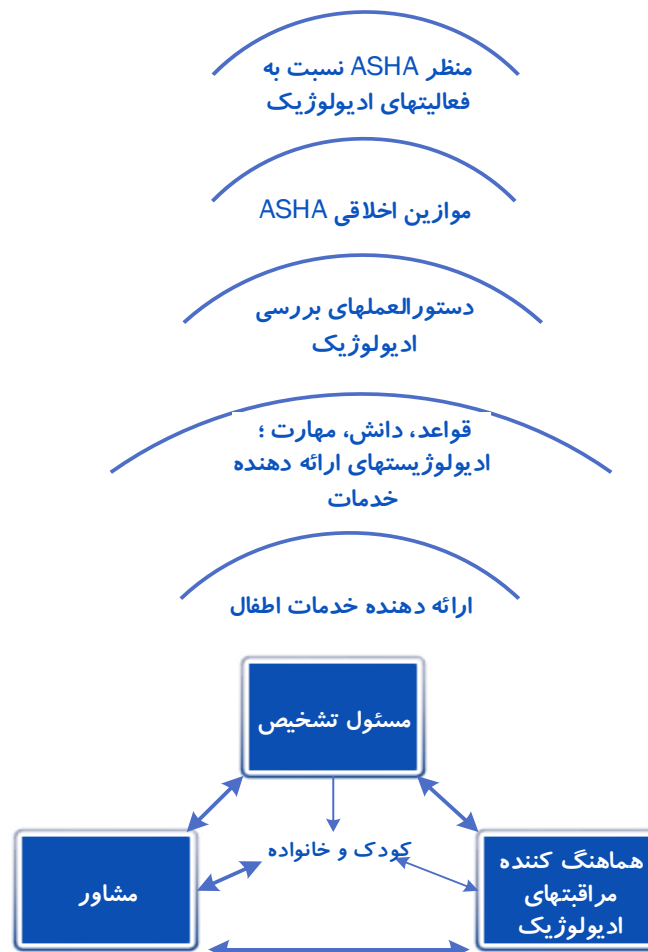 منظر ASHA نسبت به
فعالیتهای ادیولوژیک
موازین اخلاقی ASHA
دستورالعملهای بررسی
ادیولوژیک
قواعد، دانش، مهارت ؛
ادیولوژیستهای ارائه دهنده
خدمات
ارائه دهنده خدمات اطفال
مسئول تشخیص
کودک و خانواده
هماهنگ کننده
مراقبتهای
ادیولوژیک
مشاور